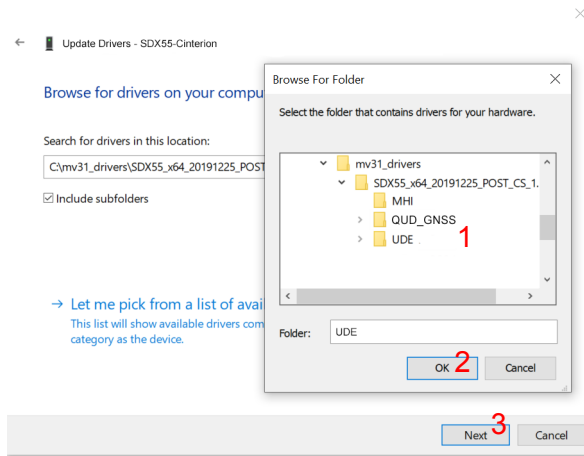 Update Drivers - SDX55-Cinterion
Browse for drivers on your compu
Search for drivers in this location:
C:\mv31_drivers\SDX55_x64_20191225_POST
Include subfolders
→ Let me pick from a list of avai
This list will show available drivers com
category as the device.
Browse For Folder
Select the folder that contains drivers for your hardware.
mv31_drivers
SDX55_x64_20191225_POST_CS_1.
MHI
QUD_GNSS
UDE
1
Folder: UDE
OK 2 Cancel
Next 3 Cancel